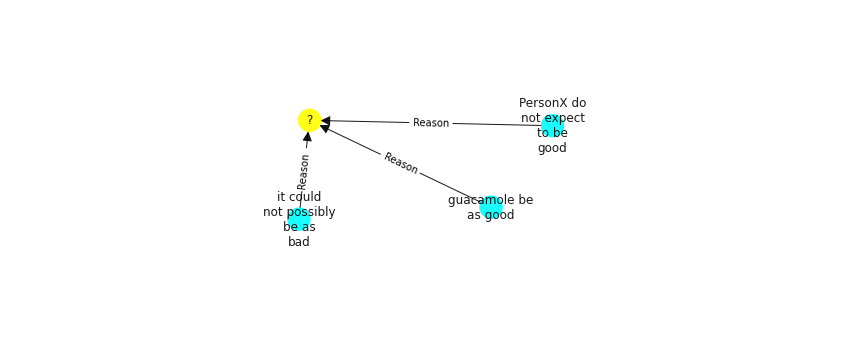 PersonX do
not expect
to be
good
?
Reason
Reason
Reason
it could
not possibly
be as
bad
guacamole be
as good